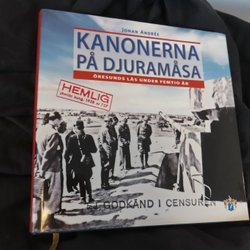 JOHAN ANDRÉE
KANONERNA
PÅ DJURAMÅSA
ÖRESUNDS LÅS UNDER FEMTIO ÅR
HEMLIG
GODKÄND I CENSUREN